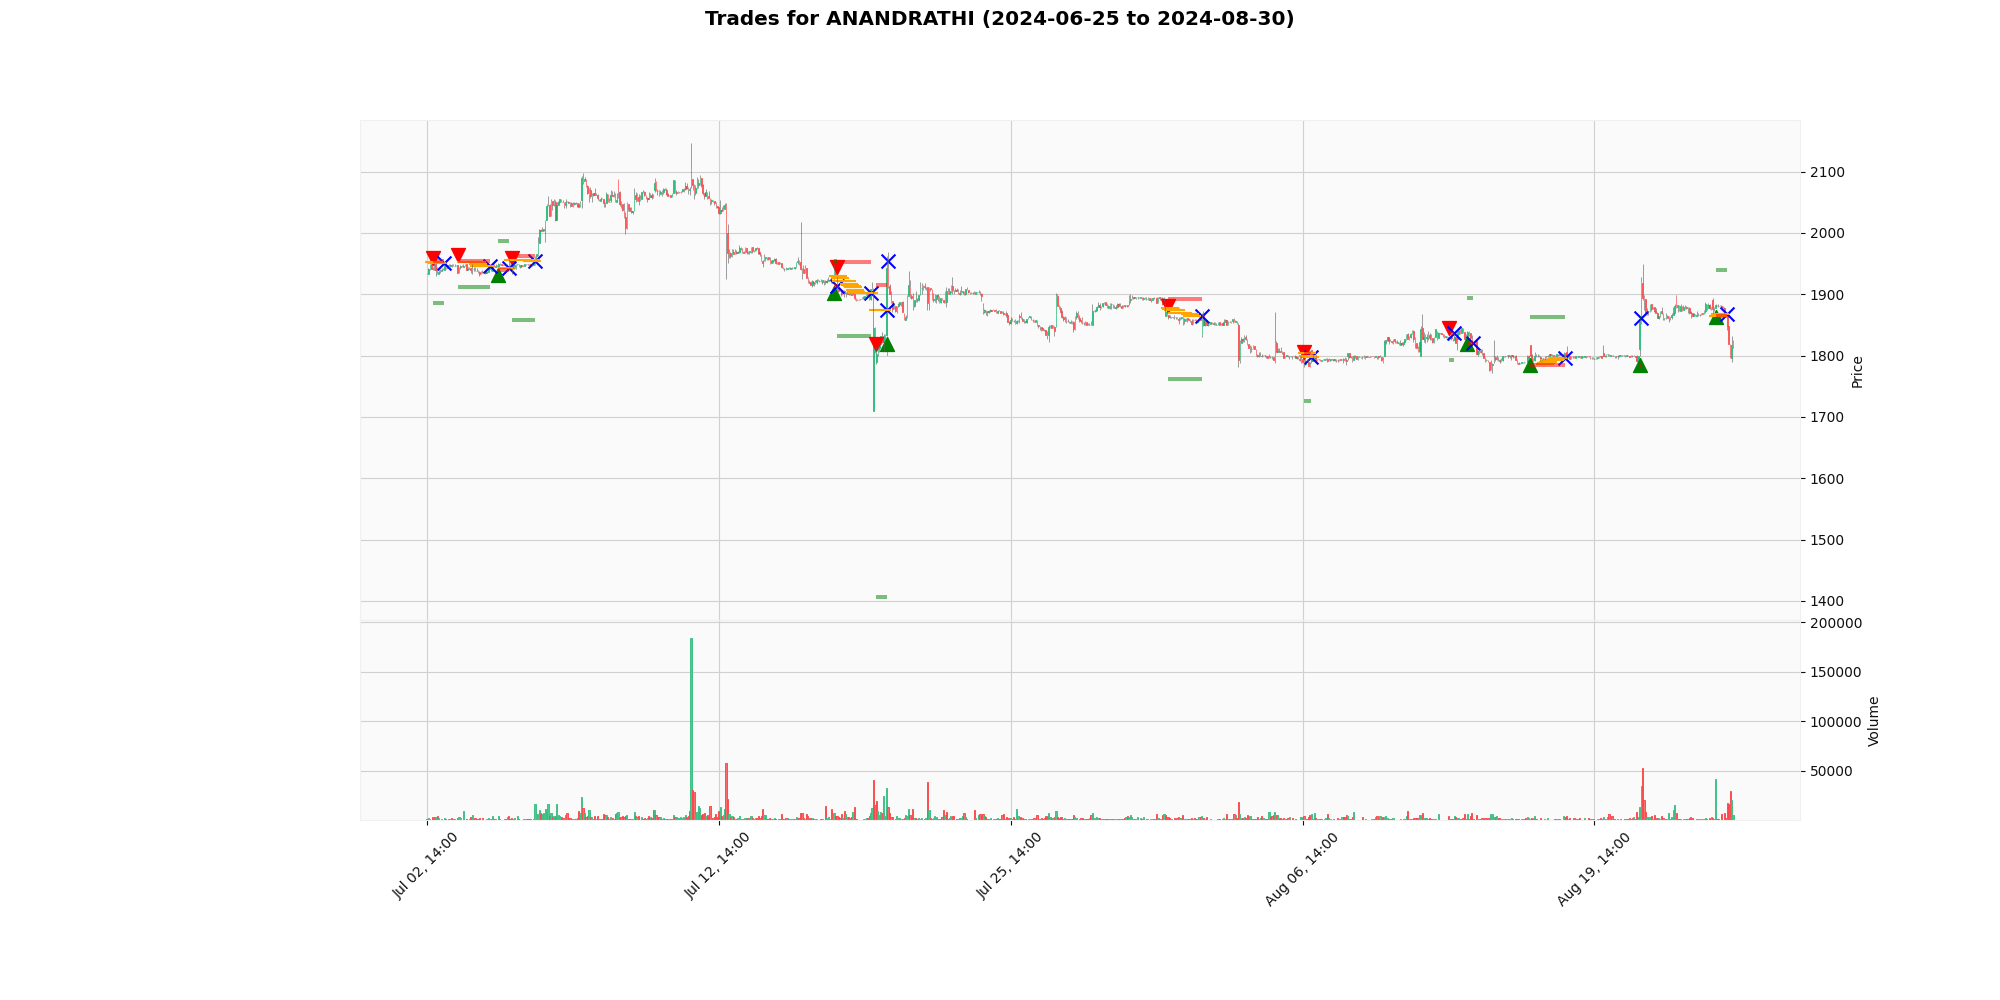 Trades for ANANDRATHI (2024-06-25 to 2024-08-30)
2100
2000
1900
1800
Price
1700
1600
1500
1400
200000
150000
100000
Volume
50000
Jul 02, 14:00
Jul 12, 14:00
Jul 25, 14:00
Aug 06, 14:00
Aug 19, 14:00